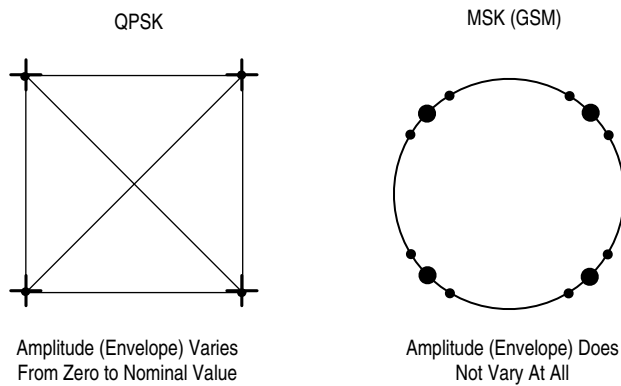 QPSK
MSK (GSM)
Amplitude (Envelope) Varies
From Zero to Nominal Value
Amplitude (Envelope) Does
Not Vary At All